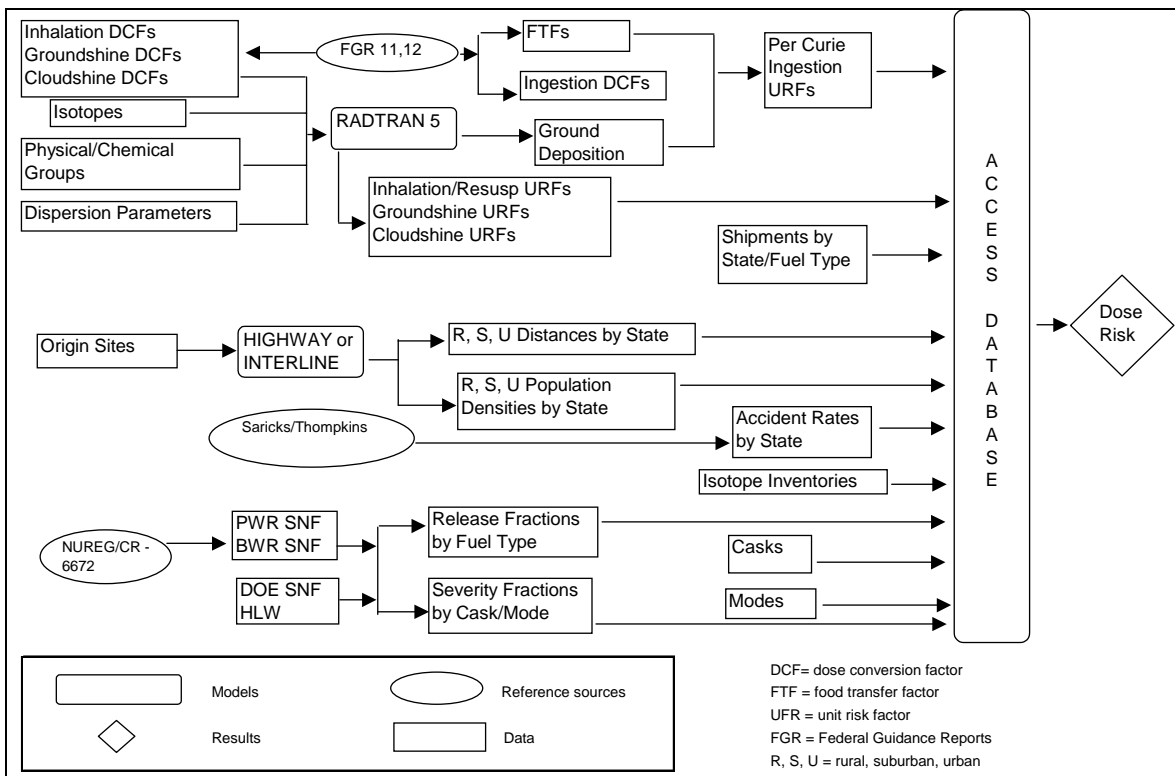 Inhalation DCFs
Groundshine DCFs
Cloudshine DCFs
FGR 11,12
FTFs
Ingestion DCFs
Per Curie
Ingestion
URFs
Isotopes
RADTRAN 5
Ground
Deposition
Physical/Chemical
Groups
Dispersion Parameters
Inhalation/Resusp URFs
Groundshine URFs
Cloudshine URFs
Shipments by
State/Fuel Type
ACCESS DATABASE
Dose
Risk
Origin Sites
HIGHWAY or
INTERLINE
R, S, U Distances by State
R, S, U Population
Densities by State
Saricks/Thompkins
Accident Rates
by State
Isotope Inventories
NUREG/CR -
6672
PWR SNF
BWR SNF
DOE SNF
HLW
Release Fractions
by Fuel Type
Severity Fractions
by Cask/Mode
Casks
Modes
Models
Reference sources
Results
Data
DCF= dose conversion factor
FTF = food transfer factor
UFR = unit risk factor
FGR = Federal Guidance Reports
R, S, U = rural, suburban, urban